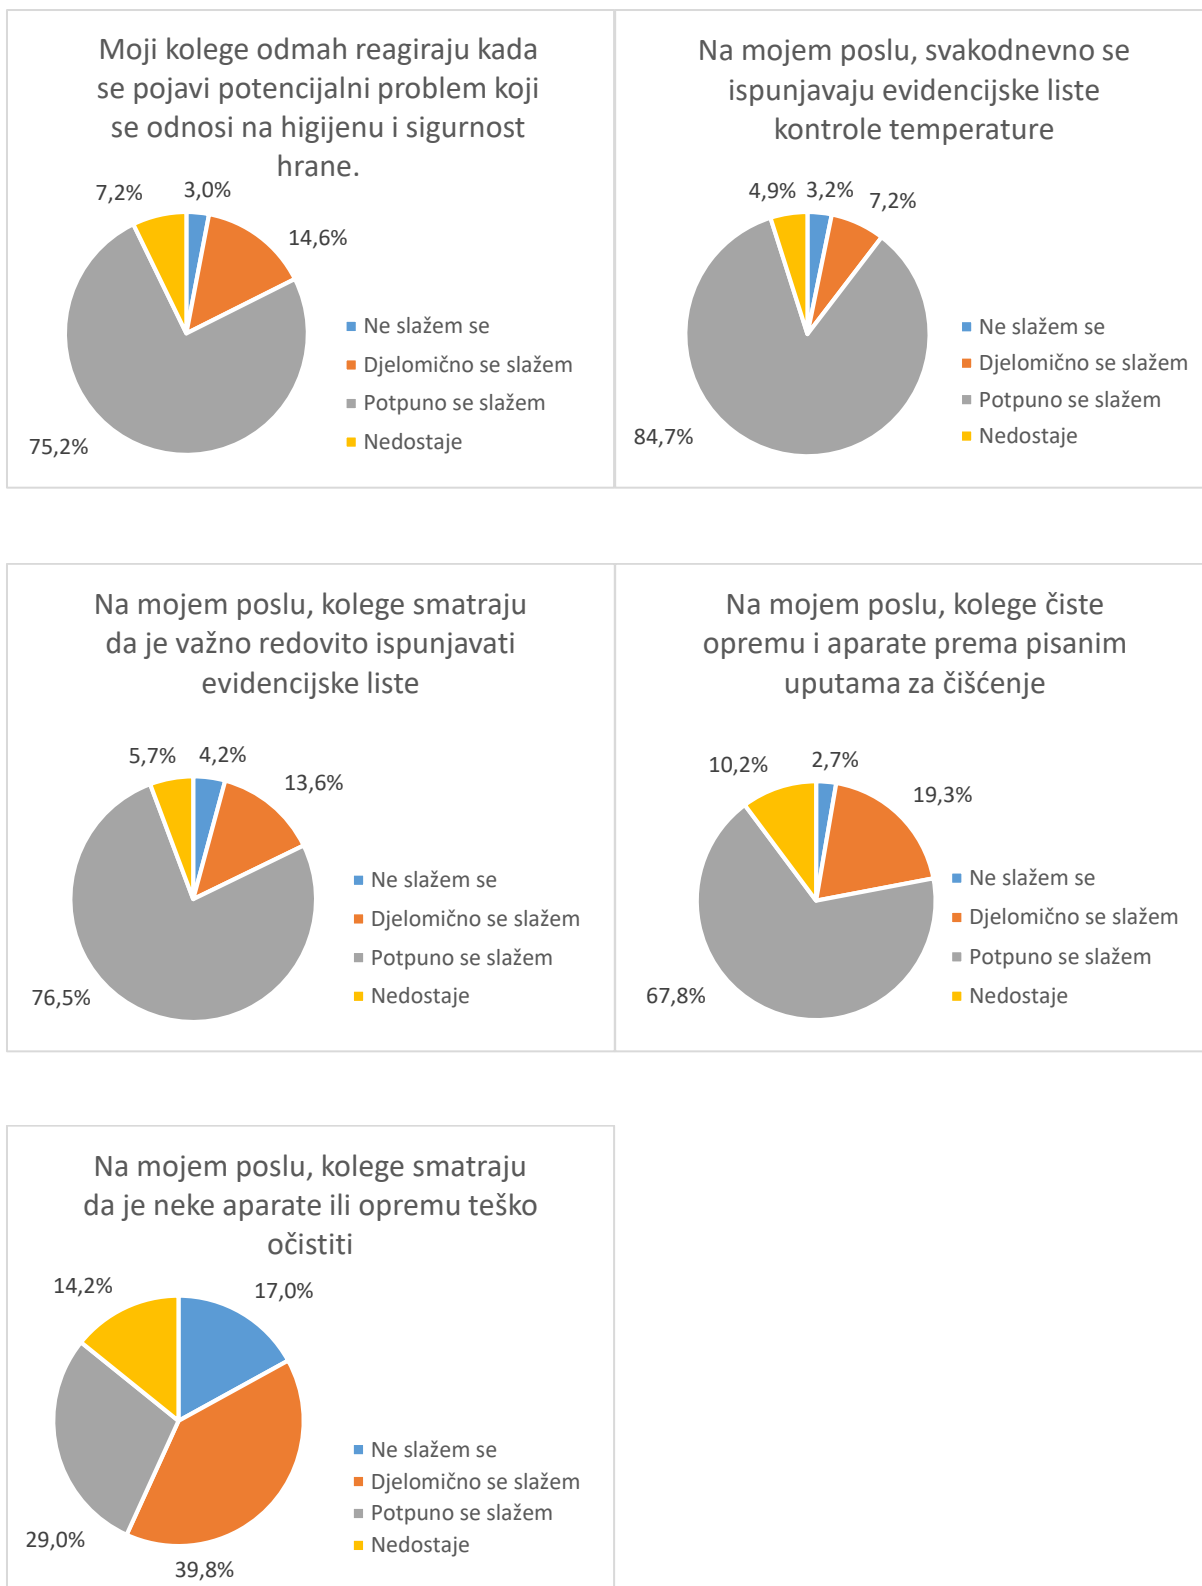 Moji kolege odmah reagiraju kada
se pojavi potencijalni problem koji
se odnosi na higijenu i sigurnost
hrane.
7,2%
3,0%
14,6%
75,2%
Ne slažem se
Djelomično se slažem
Potpuno se slažem
Nedostaje
Na mojem poslu, svakodnevno se
ispunjavaju evidencijske liste
kontrole temperature
4,9%
3,2%
7,2%
84,7%
Ne slažem se
Djelomično se slažem
Potpuno se slažem
Nedostaje
Na mojem poslu, kolege smatraju
da je važno redovito ispunjavati
evidencijske liste
5,7%
4,2%
13,6%
76,5%
Ne slažem se
Djelomično se slažem
Potpuno se slažem
Nedostaje
Na mojem poslu, kolege čiste
opremu i aparate prema pisanim
uputama za čišćenje
10,2%
2,7%
19,3%
67,8%
Ne slažem se
Djelomično se slažem
Potpuno se slažem
Nedostaje
Na mojem poslu, kolege smatraju
da je neke aparate ili opremu teško
očistiti
14,2%
17,0%
29,0%
39,8%
Ne slažem se
Djelomično se slažem
Potpuno se slažem
Nedostaje